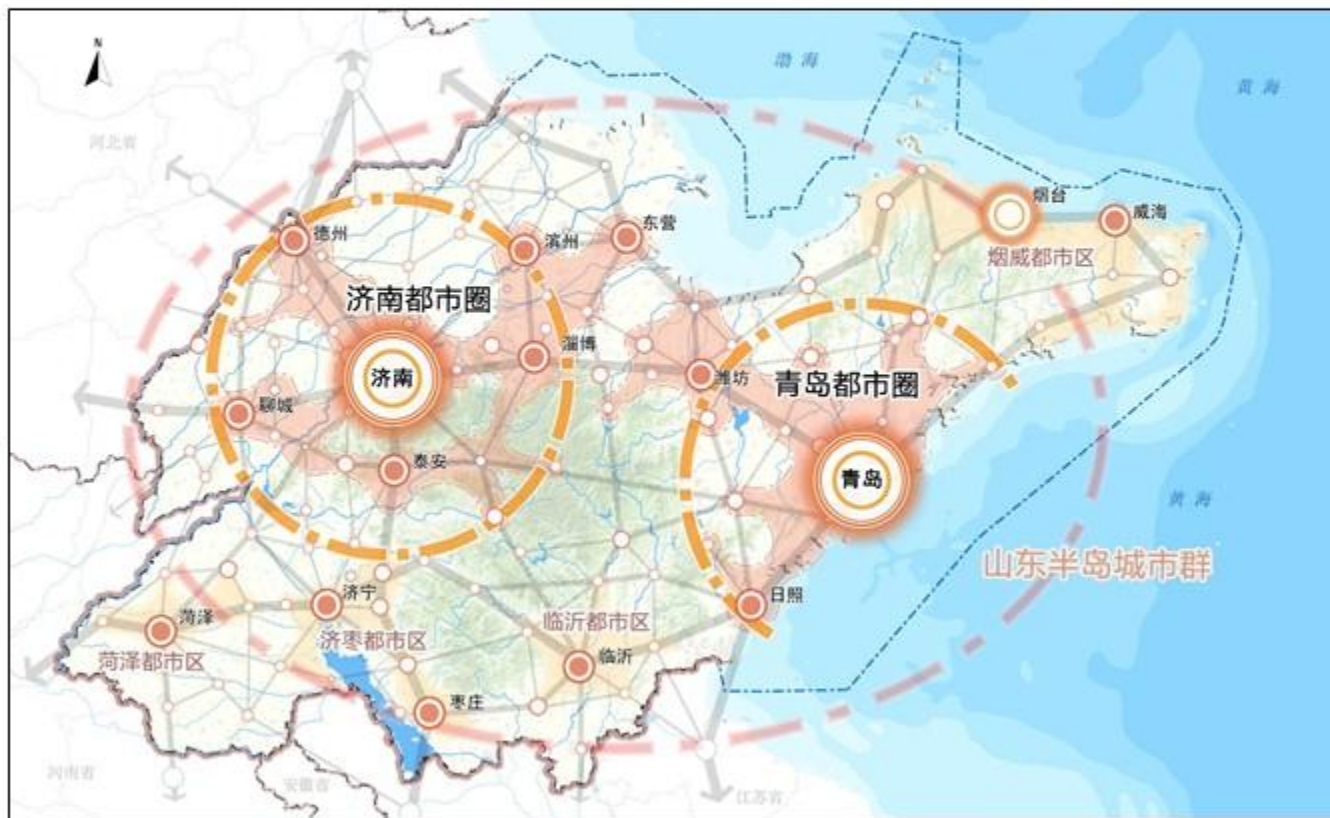 N
渤海
黄海
河北省
烟台
威海
德州
滨州
东营
烟威都市区
济南都市圈
淄博
济南
潍坊
青岛都市圈
聊城
泰安
青岛
黄海
山东半岛城市群
济宁
日照
菏泽
临沂都市区
济枣都市区
菏泽都市区
临沂
枣庄
河南省
安徽省
江苏省